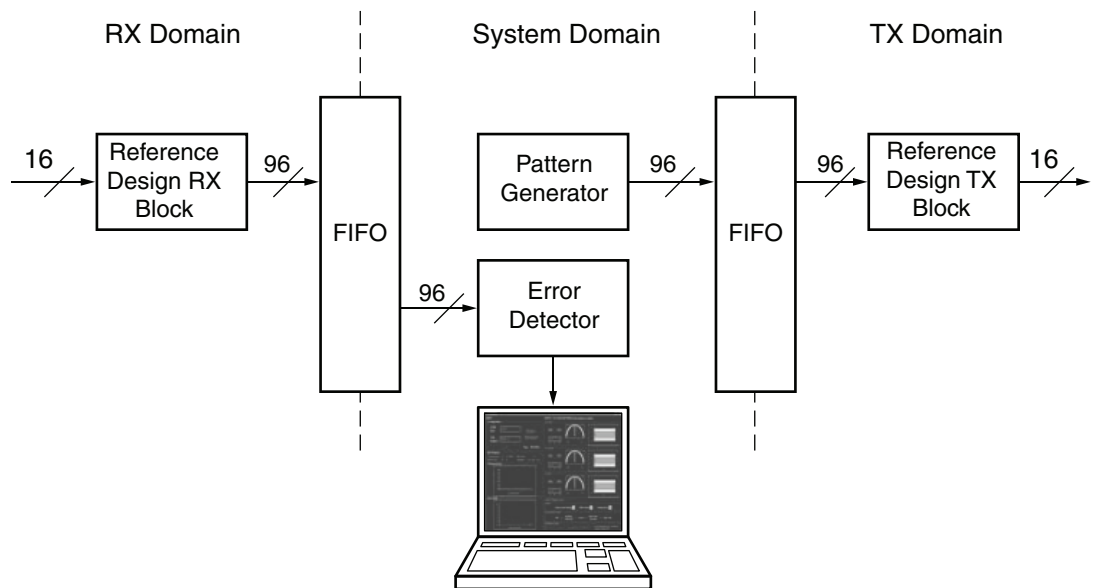 RX Domain
System Domain
TX Domain
16
Reference
Design RX
Block
96
FIFO
Pattern
Generator
96
FIFO
96
Reference
Design TX
Block
16
96
Error
Detector